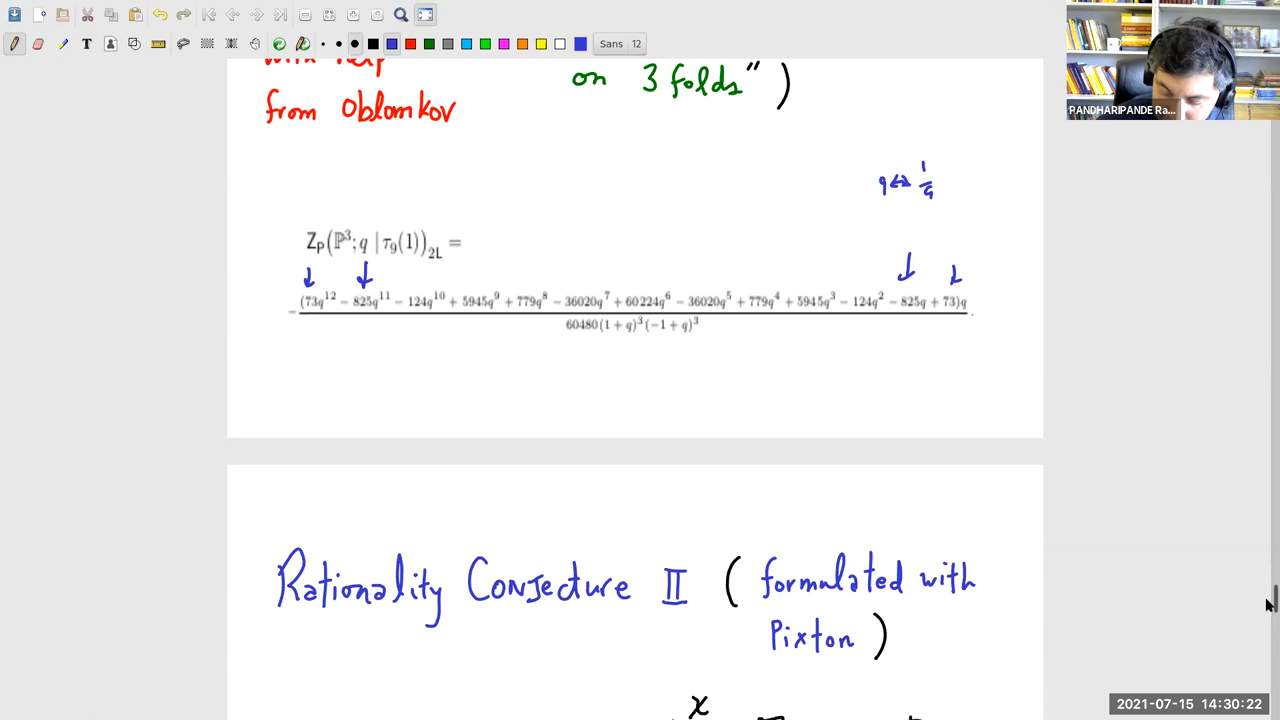 Sans 12
from Oblomkov
on 3 folds")
PANDHARIPANDE Ra...
q ↔ 1/q
Z_P(ℙ³; q | τ₉(1))_{2L} =
↓ ↓ ↓ ↓
-(73q^12 − 825q^11 − 124q^10 + 5945q^9 + 779q^8 − 36020q^7 + 60224q^6 − 36020q^5 + 779q^4 + 5945q^3 − 124q^2 − 825q + 73)q
60480(1 + q)^3(−1 + q)^3 .
Rationality Conjecture II ( formulated with
Pixton )
χ
2021-07-15 14:30:22